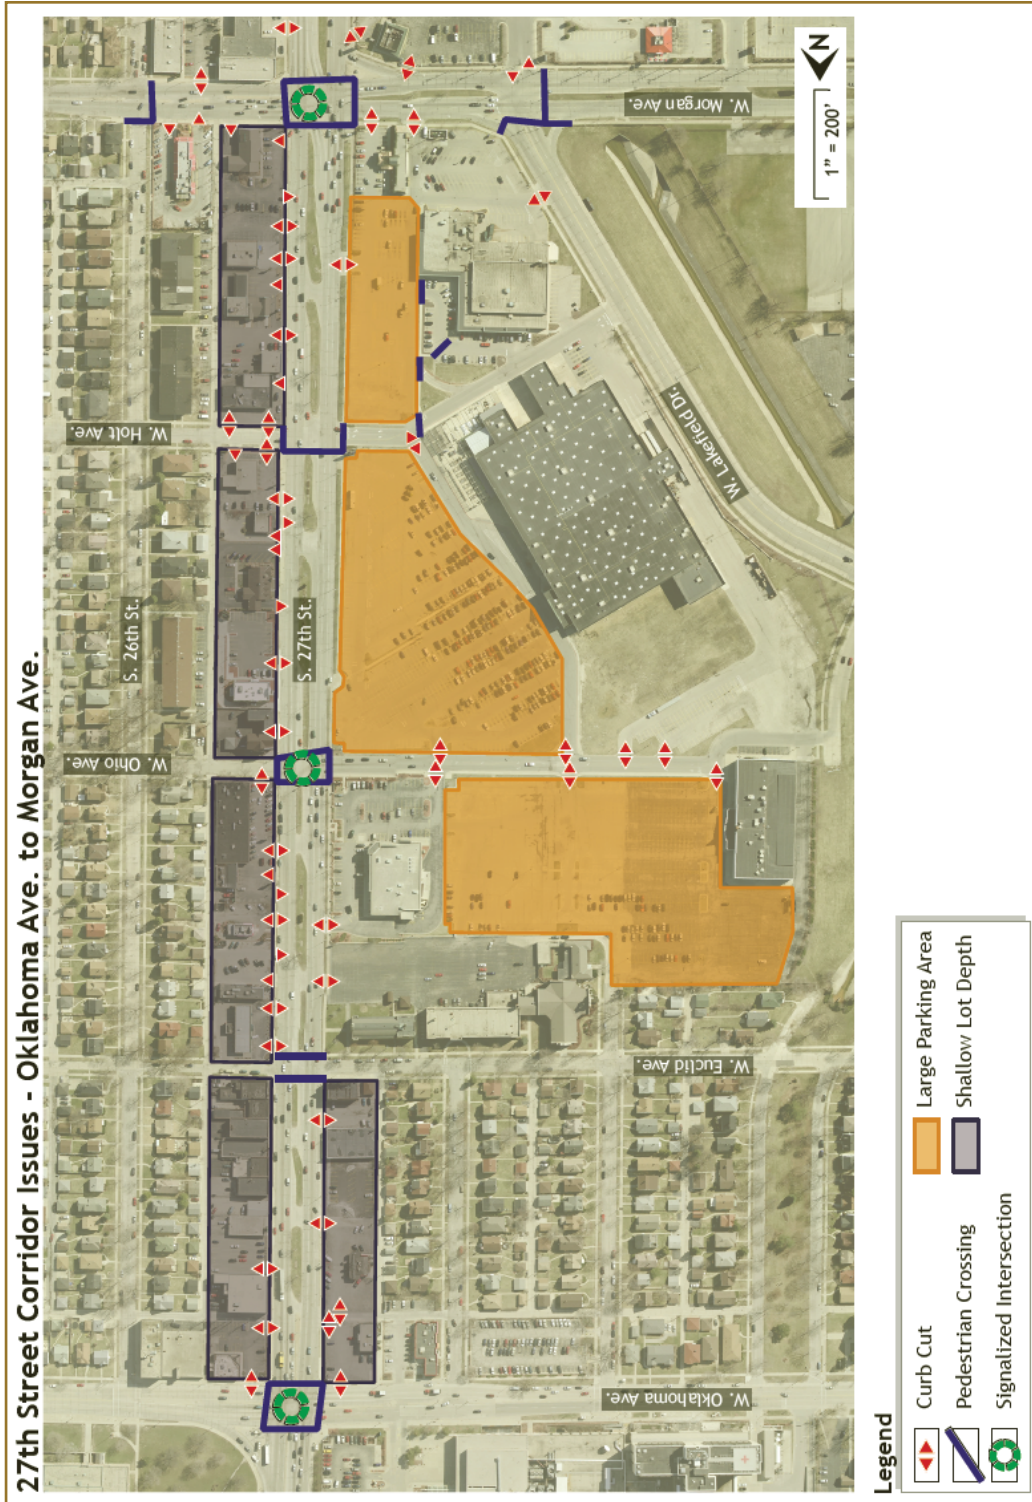 27th Street Corridor Issues - Oklahoma Ave. to Morgan Ave.
W. Oklahoma Ave.
W. Euclid Ave.
W. Ohio Ave.
S. 26th St.
S. 27th St.
W. Holt Ave.
W. Lakefield Dr.
W. Morgan Ave.
1" = 200'
N
Legend
Curb Cut
Pedestrian Crossing
Signalized Intersection
Large Parking Area
Shallow Lot Depth